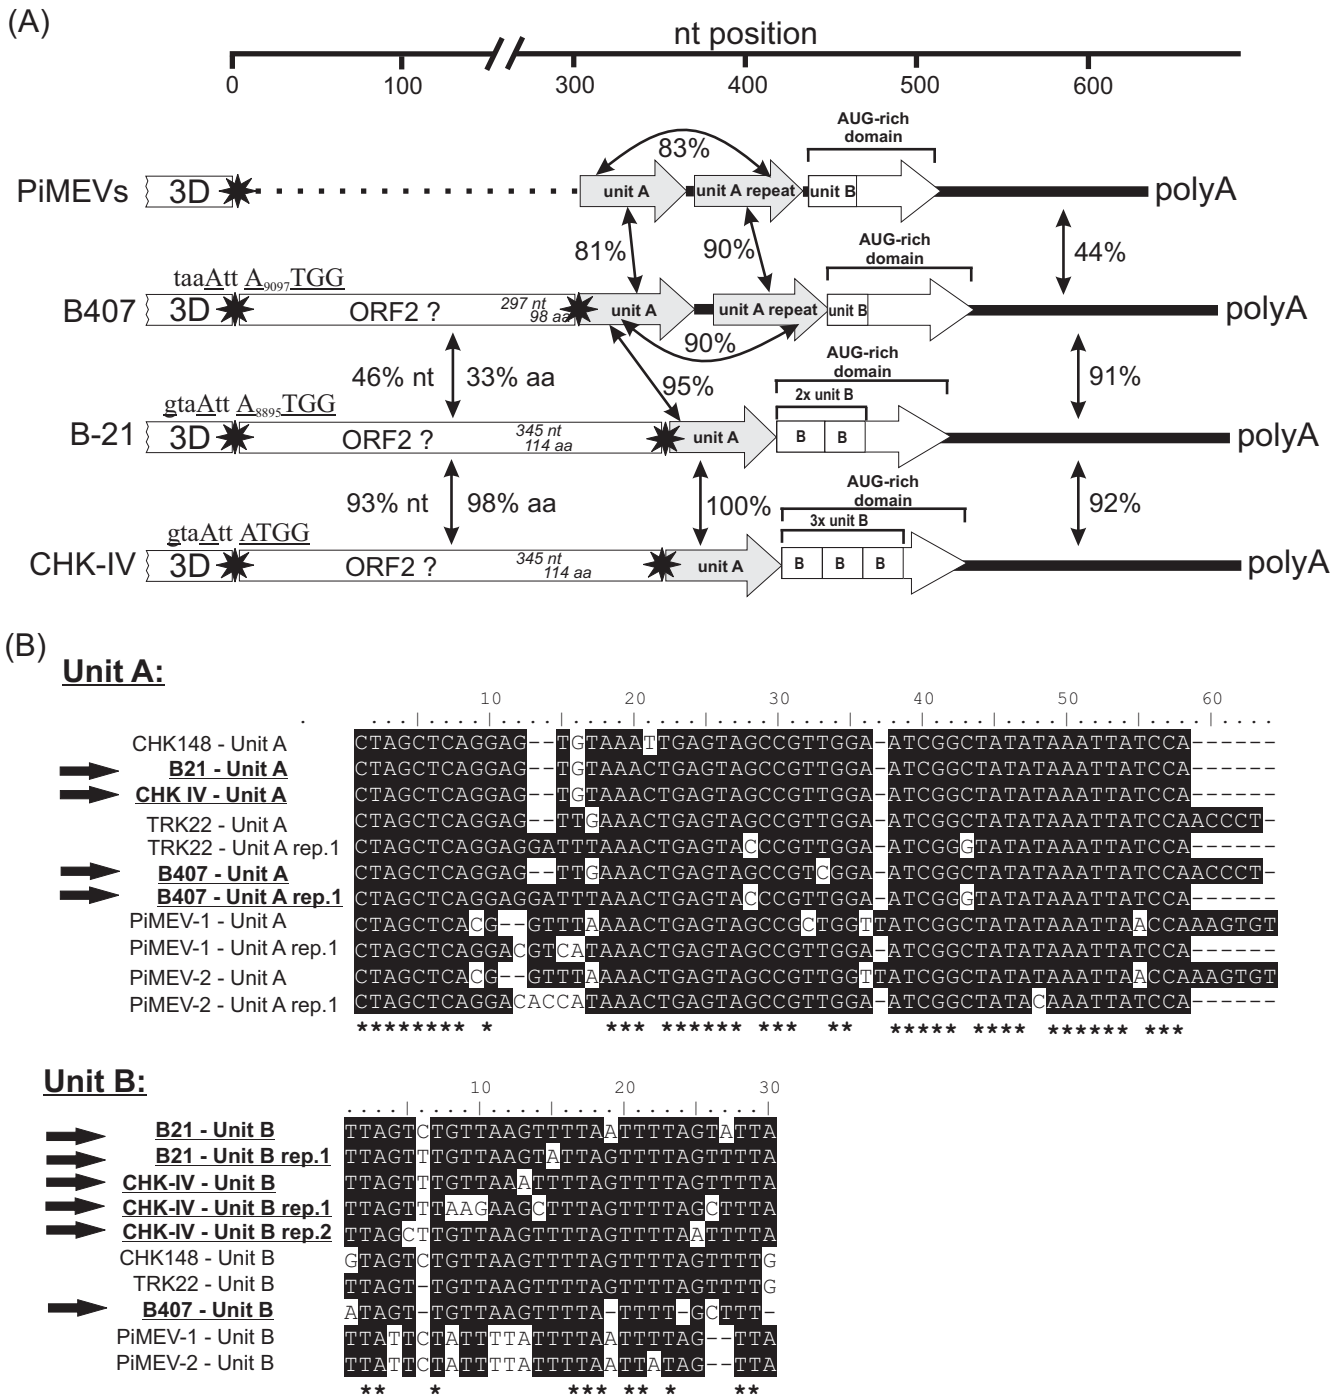 (A)
nt position
0 100 300 400 500 600
AUG-rich
domain
83%
PiMEVs 3D unit A unit A repeat unit B polyA
81% 90% 44%
AUG-rich
domain
taaAtt A9097TGG
B407 3D ORF2 ? 297 nt
98 aa unit A unit A repeat unit B polyA
90%
46% nt 33% aa 95% 91%
AUG-rich
domain
2x unit B
gtaAtt A8895TGG
B-21 3D ORF2 ? 345 nt
114 aa unit A B B polyA
93% nt 98% aa 100% 92%
AUG-rich
domain
3x unit B
gtaAtt ATGG
CHK-IV 3D ORF2 ? 345 nt
114 aa unit A B B B polyA
(B)
Unit A:
10 20 30 40 50 60
CHK148 - Unit A CTAGCTCAGGAG--TGTAAATTGAGTAGCCGTTGGA-ATCGGCTATATAAATTATCCA------
B21 - Unit A CTAGCTCAGGAG--TGTAAACTGAGTAGCCGTTGGA-ATCGGCTATATAAATTATCCA------
CHK IV - Unit A CTAGCTCAGGAG--TGTAAACTGAGTAGCCGTTGGA-ATCGGCTATATAAATTATCCA------
TRK22 - Unit A CTAGCTCAGGAG--TTGAAACTGAGTAGCCGTTGGA-ATCGGCTATATAAATTATCCAACCCT-
TRK22 - Unit A rep.1 CTAGCTCAGGAGGATTTAAACTGAGTACCCGTTGGA-ATCGGGTATATAAATTATCCA------
B407 - Unit A CTAGCTCAGGAG--TTGAAACTGAGTAGCCGTCGGA-ATCGGCTATATAAATTATCCAACCCT-
B407 - Unit A rep.1 CTAGCTCAGGAGGATTTAAACTGAGTACCCGTTGGA-ATCGGGTATATAAATTATCCA------
PiMEV-1 - Unit A CTAGCTCACG--GTTTAAAACTGAGTAGCCGCTGGTTATCGGCTATATAAATTAACCAAAGTGT
PiMEV-1 - Unit A rep.1 CTAGCTCAGGACGTCATAAACTGAGTAGCCGTTGGA-ATCGGCTATATAAATTATCCA------
PiMEV-2 - Unit A CTAGCTCACG--GTTTAAAACTGAGTAGCCGTTGGTTATCGGCTATATAAATTAACCAAAGTGT
PiMEV-2 - Unit A rep.1 CTAGCTCAGGACACCATAAACTGAGTAGCCGTTGGA-ATCGGCTATACAAATTATCCA------
******** * *** ****** *** ** ***** **** ****** ***
Unit B:
10 20 30
B21 - Unit B TTAGTCTGTTAAGTTTTAATTTTAGTATTA
B21 - Unit B rep.1 TTAGTTTGTTAAGTATTAGTTTTAGTTTTA
CHK-IV - Unit B TTAGTTTGTTAAATTTTAGTTTTAGTTTTA
CHK-IV - Unit B rep.1 TTAGTTTAAGAAGCTTTAGTTTTAGCTTTA
CHK-IV - Unit B rep.2 TTAGCTTGTTAAGTTTTAGTTTTAATTTTA
CHK148 - Unit B GTAGTCTGTTAAGTTTTAGTTTTAGTTTTG
TRK22 - Unit B TTAGT-TGTTAAGTTTTAGTTTTAGTTTTG
B407 - Unit B ATAGT-TGTTAAGTTTTA-TTTT-GCTTT-
PiMEV-1 - Unit B TTATTCTATTTTATTTTAATTTTAG--TTA
PiMEV-2 - Unit B TTATTCTATTTTATTTTAATTATAG--TTA
** * *** ** * **